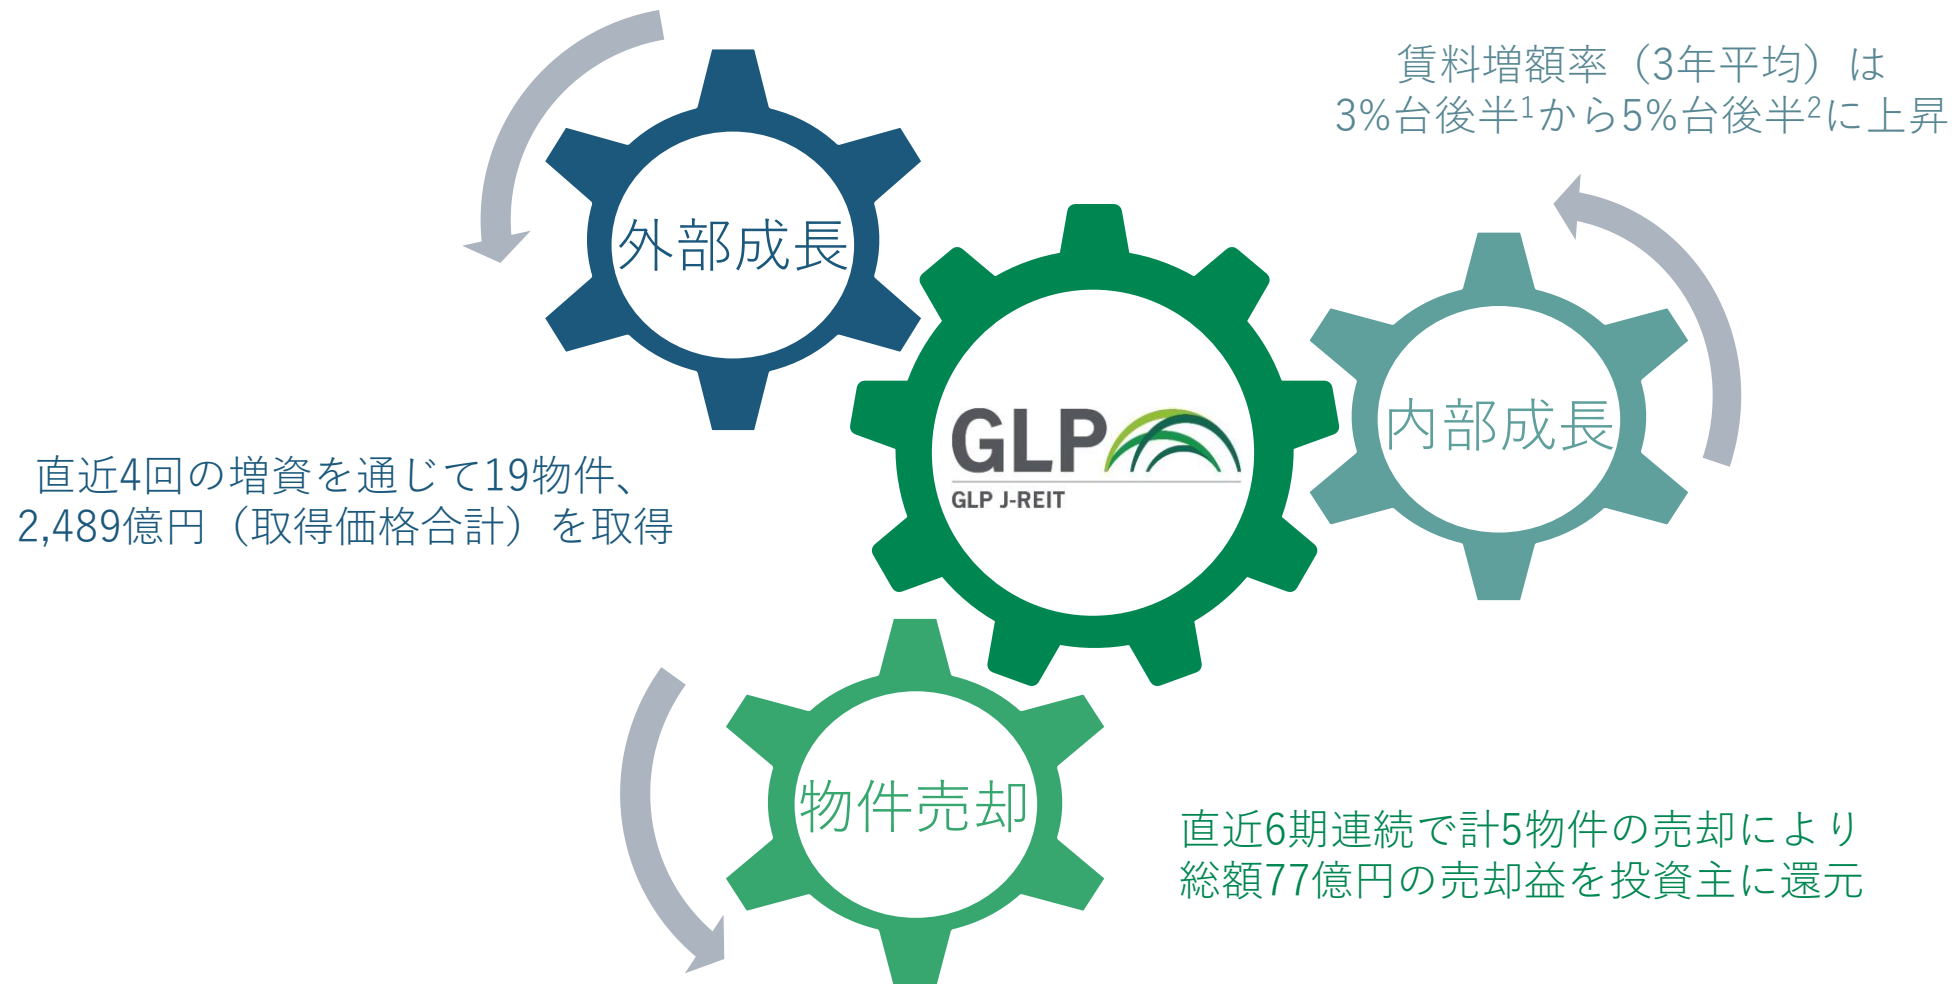 外部成長
直近4回の増資を通じて19物件、
2,489億円（取得価格合計）を取得
賃料増額率（3年平均）は
3%台後半1から5%台後半2に上昇
内部成長
GLP
GLP J-REIT
物件売却
直近6期連続で計5物件の売却により
総額77億円の売却益を投資主に還元